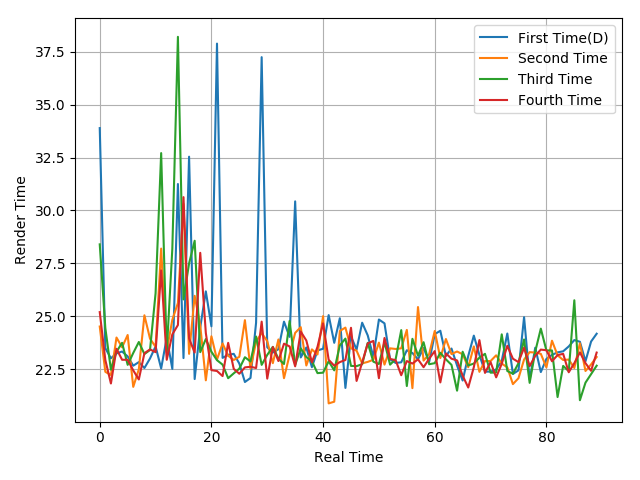 First Time(D)
Second Time
Third Time
Fourth Time
37.5
35.0
32.5
30.0
27.5
25.0
22.5
Render Time
0 20 40 60 80
Real Time